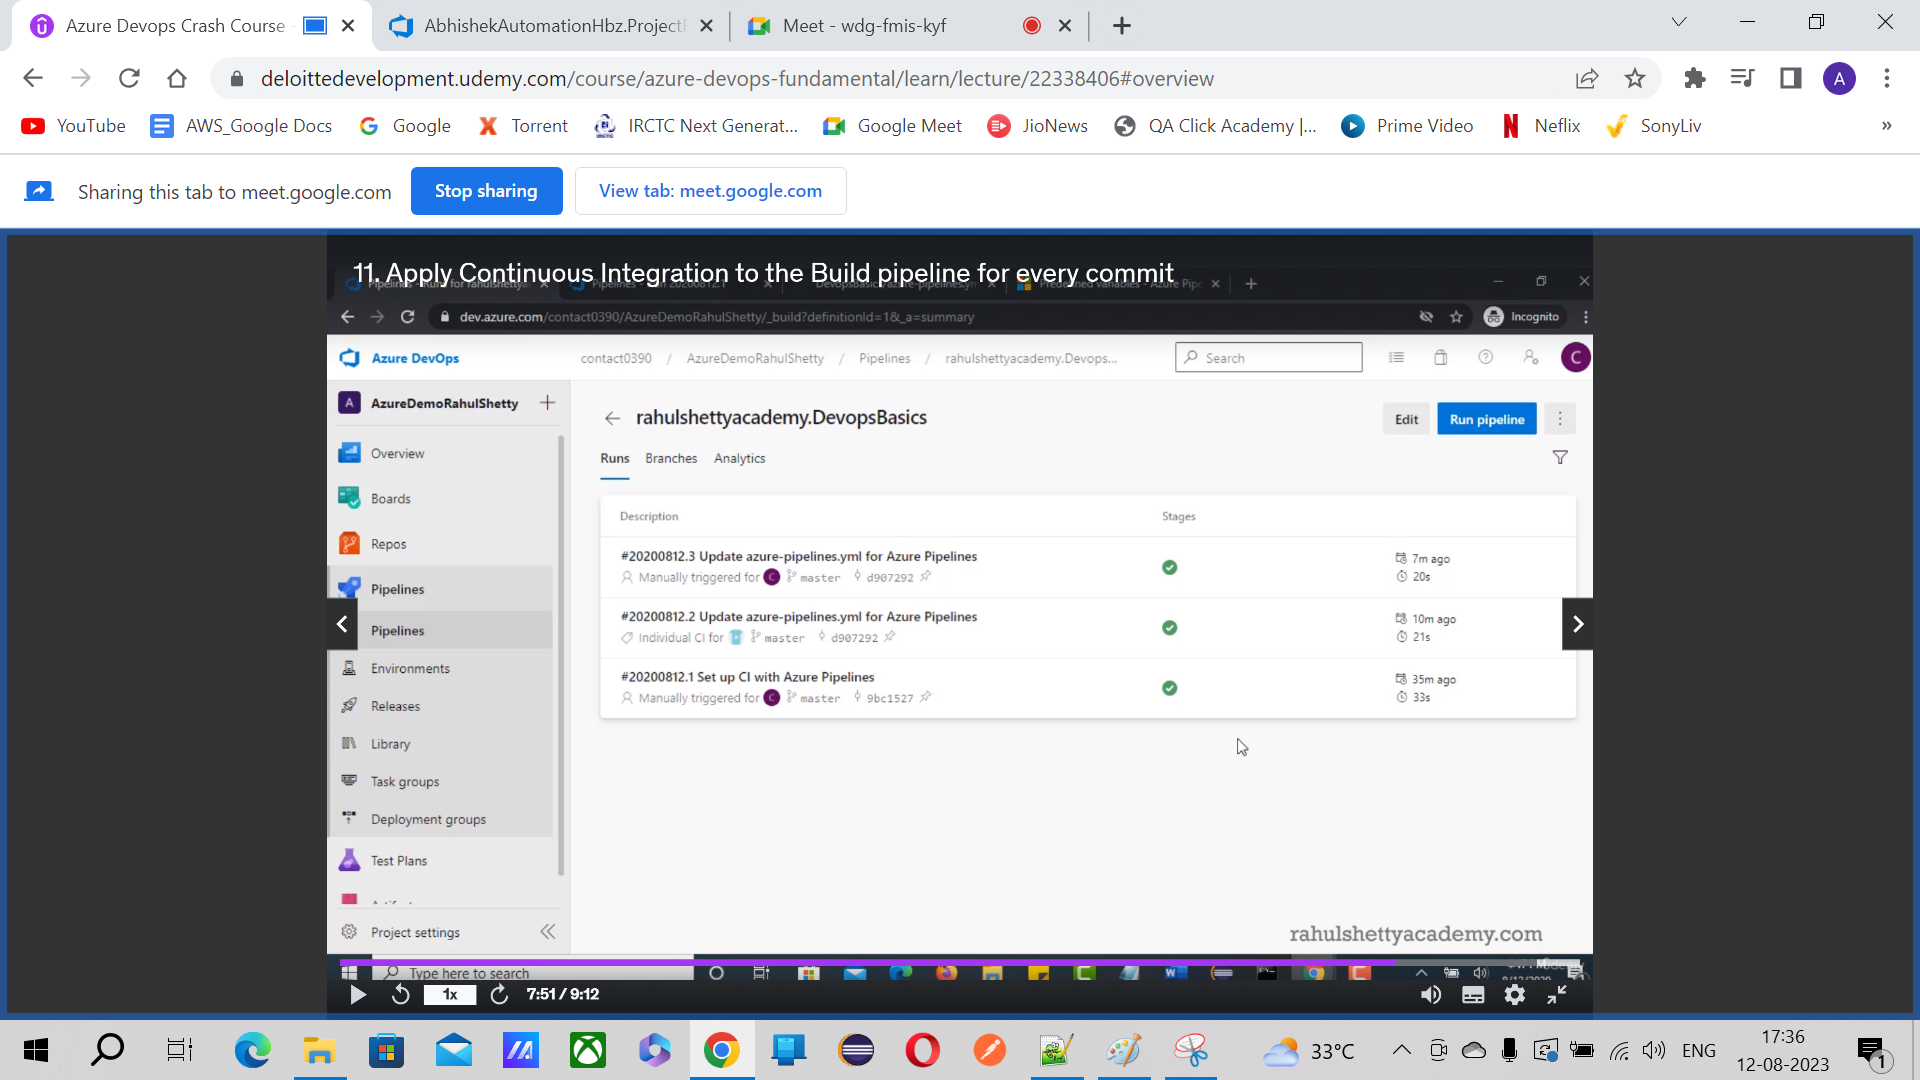 Azure Devops Crash Course
AbhishekAutomationHbz.Project
Meet - wdg-fmis-kyf
deloittedevelopment.udemy.com/course/azure-devops-fundamental/learn/lecture/22338406#overview
A
YouTube
AWS_Google Docs
Google
Torrent
IRCTC Next Generat...
Google Meet
JioNews
QA Click Academy |...
Prime Video
Neflix
SonyLiv
»
Sharing this tab to meet.google.com
Stop sharing
View tab: meet.google.com
11. Apply Continuous Integration to the Build pipeline for every commit
dev.azure.com/contact0390/AzureDemoRahulShetty/_build?definitionId=1&_a=summary
Incognito
Azure DevOps
contact0390 / AzureDemoRahulShetty / Pipelines / rahulshettyacademy.Devops...
Search
C
A
AzureDemoRahulShetty
Overview
Boards
Repos
Pipelines
Pipelines
Environments
Releases
Library
Task groups
Deployment groups
Test Plans
Project settings
rahulshettyacademy.DevopsBasics
Edit
Run pipeline
Runs
Branches
Analytics
Description
Stages
#20200812.3 Update azure-pipelines.yml for Azure Pipelines
Manually triggered for C master d907292
7m ago
20s
#20200812.2 Update azure-pipelines.yml for Azure Pipelines
Individual CI for master d907292
10m ago
21s
#20200812.1 Set up CI with Azure Pipelines
Manually triggered for C master 9bc1527
35m ago
33s
rahulshettyacademy.com
Type here to search
1x
7:51 / 9:12
33°C
ENG
17:36
12-08-2023
1